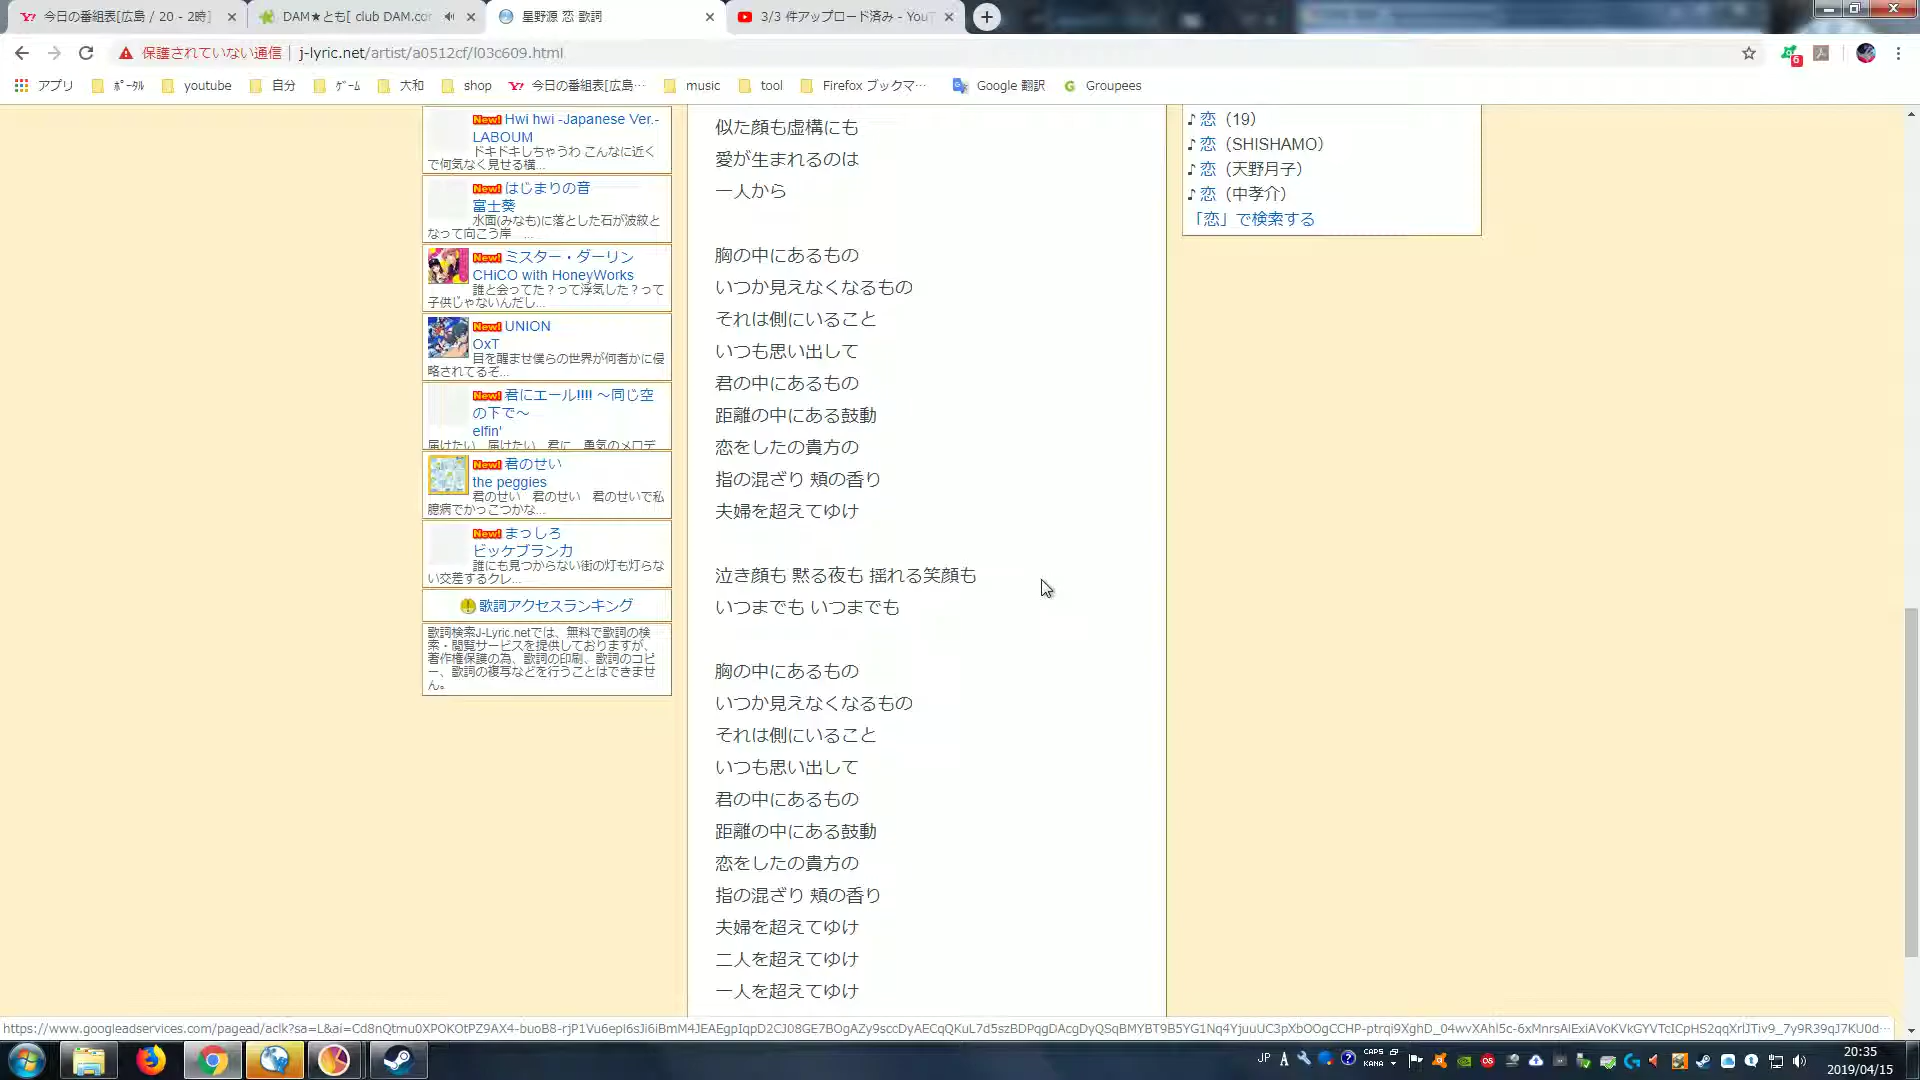 今日の番組表[広島 / 20 - 2時]
DAM★とも[ club DAM.cor
星野源 恋 歌詞
3/3 件アップロード済み - YouT
保護されていない通信
j-lyric.net/artist/a0512cf/l03c609.html
6
アプリ
ﾎﾟｰﾀﾙ
youtube
自分
ｹﾞｰﾑ
大和
shop
今日の番組表[広島…
music
tool
Firefox ブックマ…
Google 翻訳
Groupees
New! Hwi hwi -Japanese Ver.-
LABOUM
ドキドキしちゃうわ こんなに近く
で何気なく見せる横...
New! はじまりの音
富士葵
水面(みなも)に落とした石が波紋と
なって向こう岸　...
New! ミスター・ダーリン
CHiCO with HoneyWorks
誰と会ってた？って浮気した？って
子供じゃないんだし...
New! UNION
OxT
目を醒ませ僕らの世界が何者かに侵
略されてるぞ...
New! 君にエール!!!! ～同じ空
の下で～
elfin'
届けたい　届けたい　君に　勇気のメロデ
New! 君のせい
the peggies
君のせい　君のせい　君のせいで私
臆病でかっこつかな...
New! まっしろ
ビッケブランカ
誰にも見つからない街の灯も灯らな
い交差するクレ...
歌詞アクセスランキング
歌詞検索J-Lyric.netでは、無料で歌詞の検
索・閲覧サービスを提供しておりますが、
著作権保護の為、歌詞の印刷、歌詞のコピ
ー、歌詞の複写などを行うことはできませ
ん。
似た顔も虚構にも
愛が生まれるのは
一人から
胸の中にあるもの
いつか見えなくなるもの
それは側にいること
いつも思い出して
君の中にあるもの
距離の中にある鼓動
恋をしたの貴方の
指の混ざり 頬の香り
夫婦を超えてゆけ
泣き顔も 黙る夜も 揺れる笑顔も
いつまでも いつまでも
胸の中にあるもの
いつか見えなくなるもの
それは側にいること
いつも思い出して
君の中にあるもの
距離の中にある鼓動
恋をしたの貴方の
指の混ざり 頬の香り
夫婦を超えてゆけ
二人を超えてゆけ
一人を超えてゆけ
♪ 恋（19）
♪ 恋（SHISHAMO）
♪ 恋（天野月子）
♪ 恋（中孝介）
「恋」で検索する
JP
A
CAPS
KANA
20:35
2019/04/15